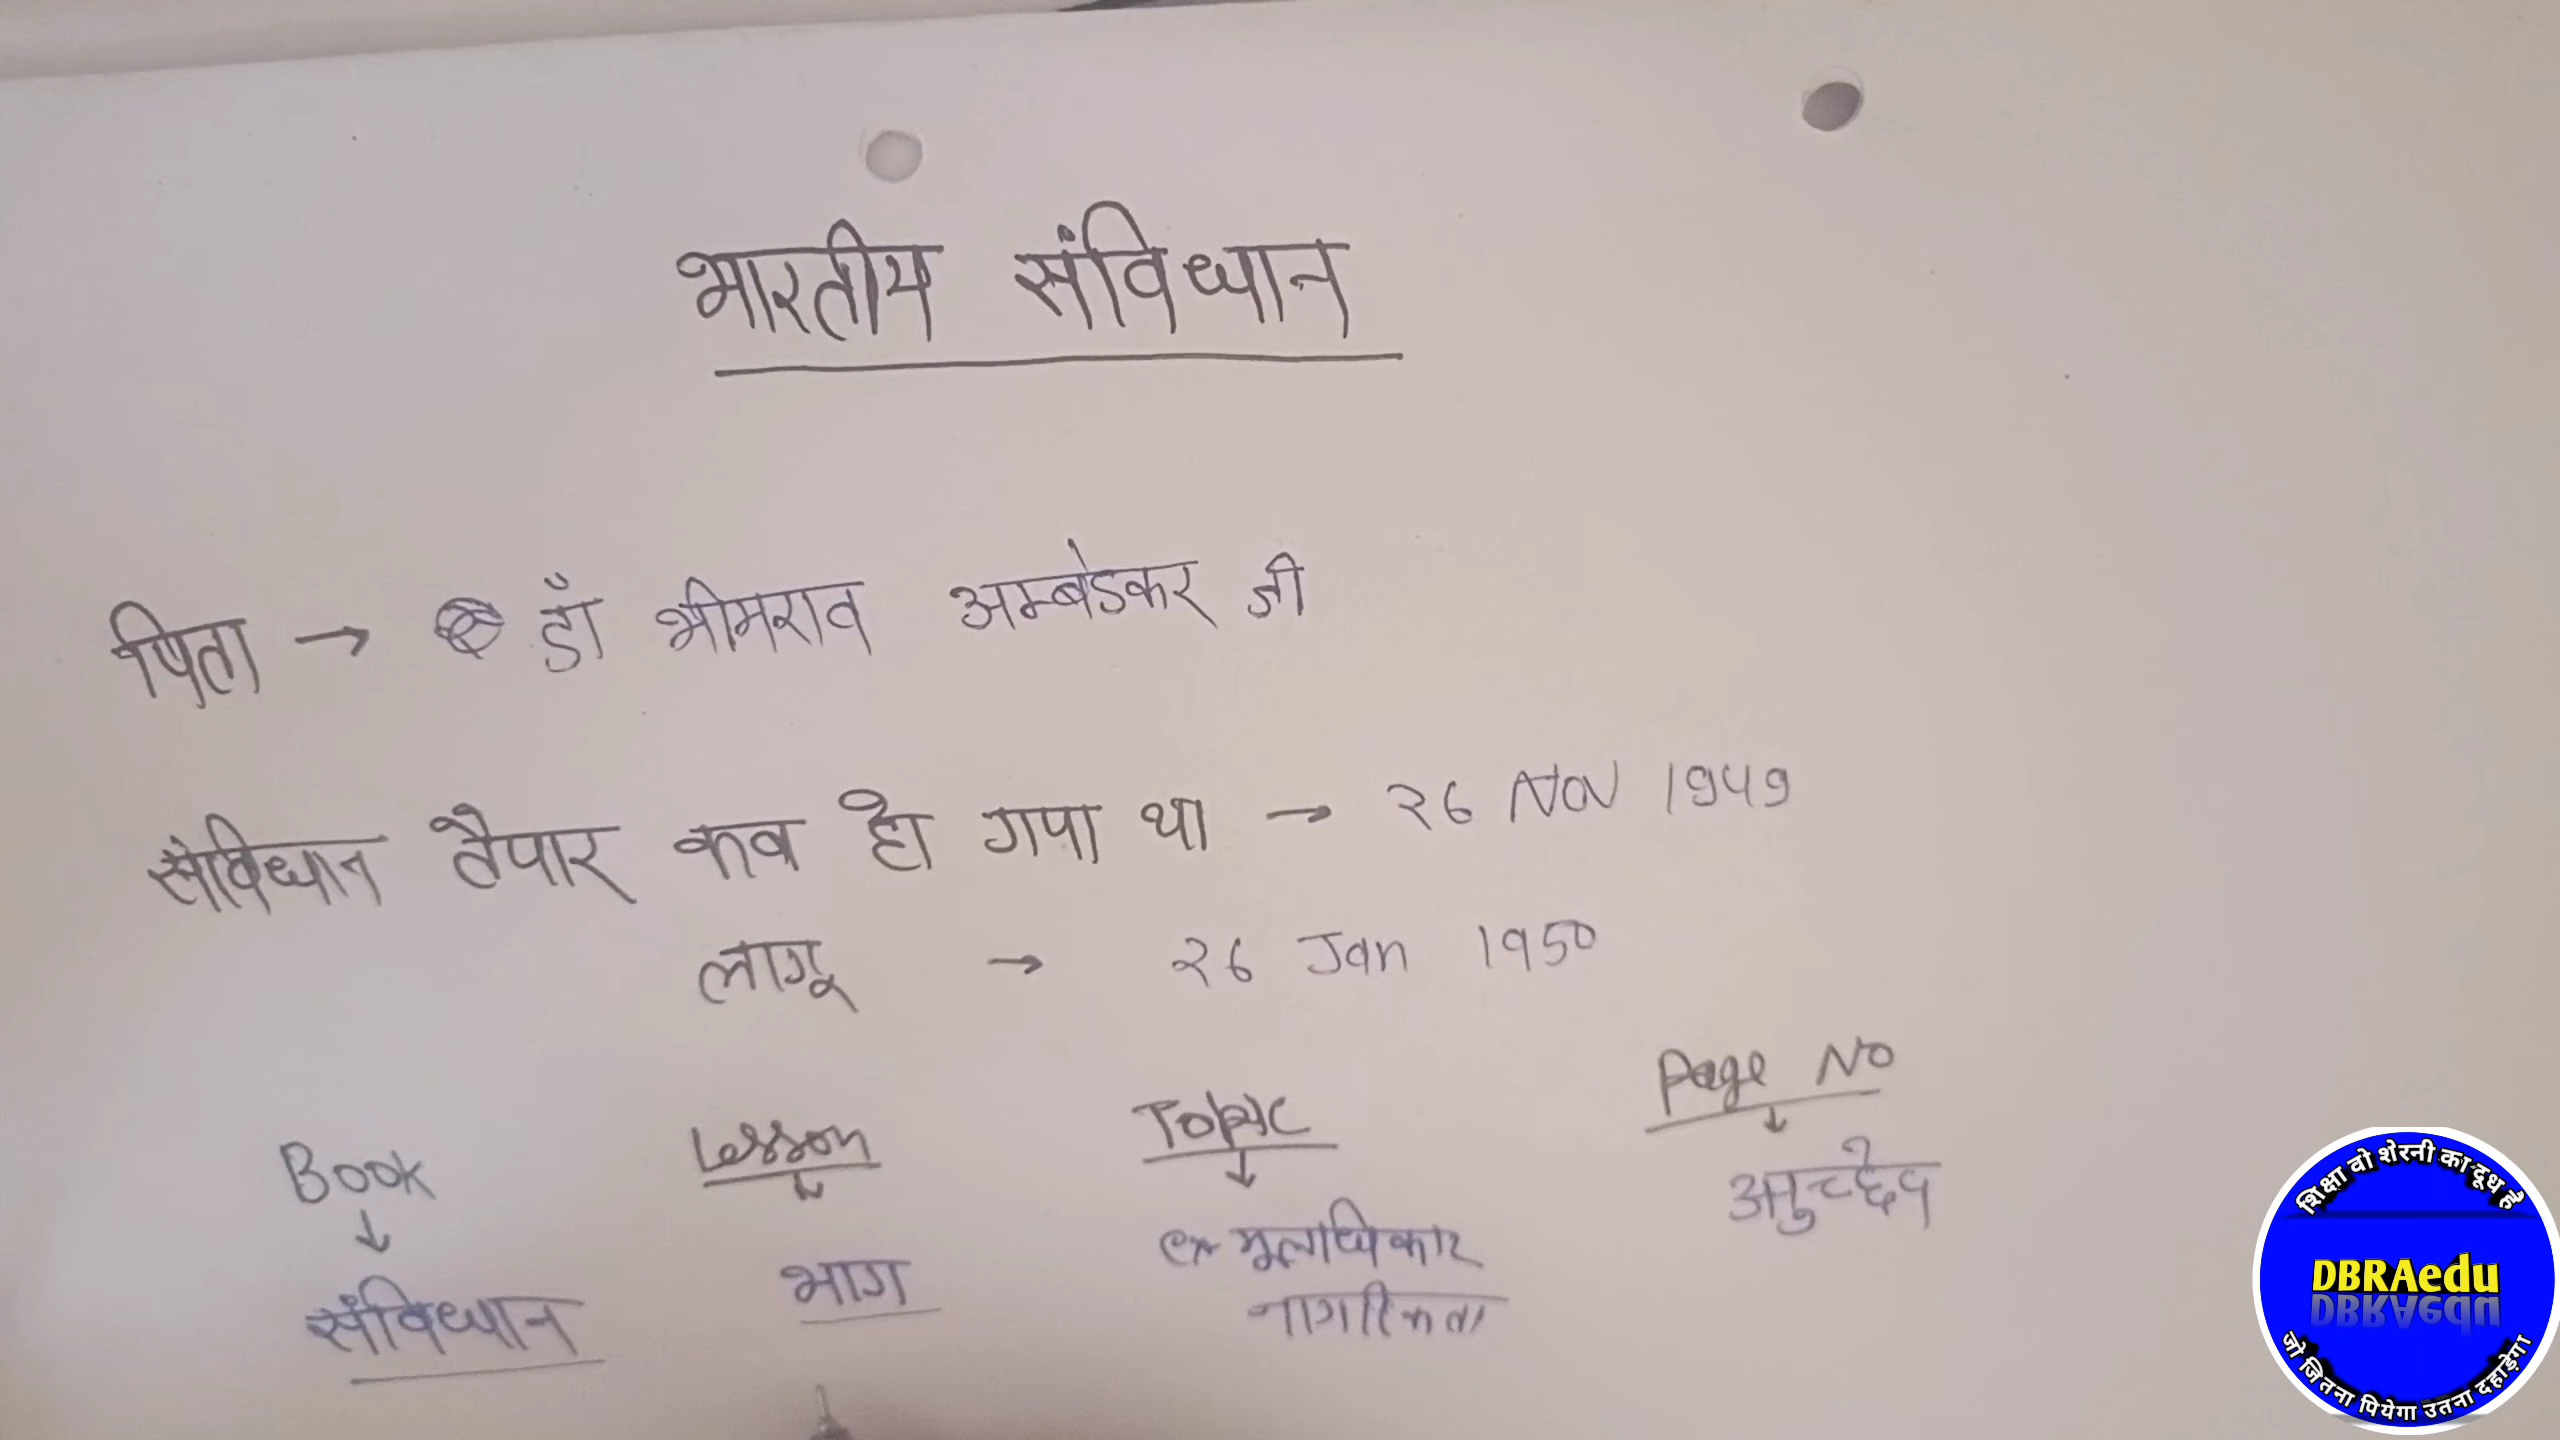 भारतीय संविधान
पिता → डॉ भीमराव अम्बेडकर जी
संविधान तैयार कब हो गया था → 26 Nov 1949
लागू → 26 Jan 1950
Book Lesson Topic Page No
↓ ↓ ↓ ↓
संविधान भाग ex मूलाधिकार अनुच्छेद
नागरिकता
शिक्षा वो शेरनी का दूध है
DBRAedu
जो जितना पियेगा उतना दहाड़ेगा